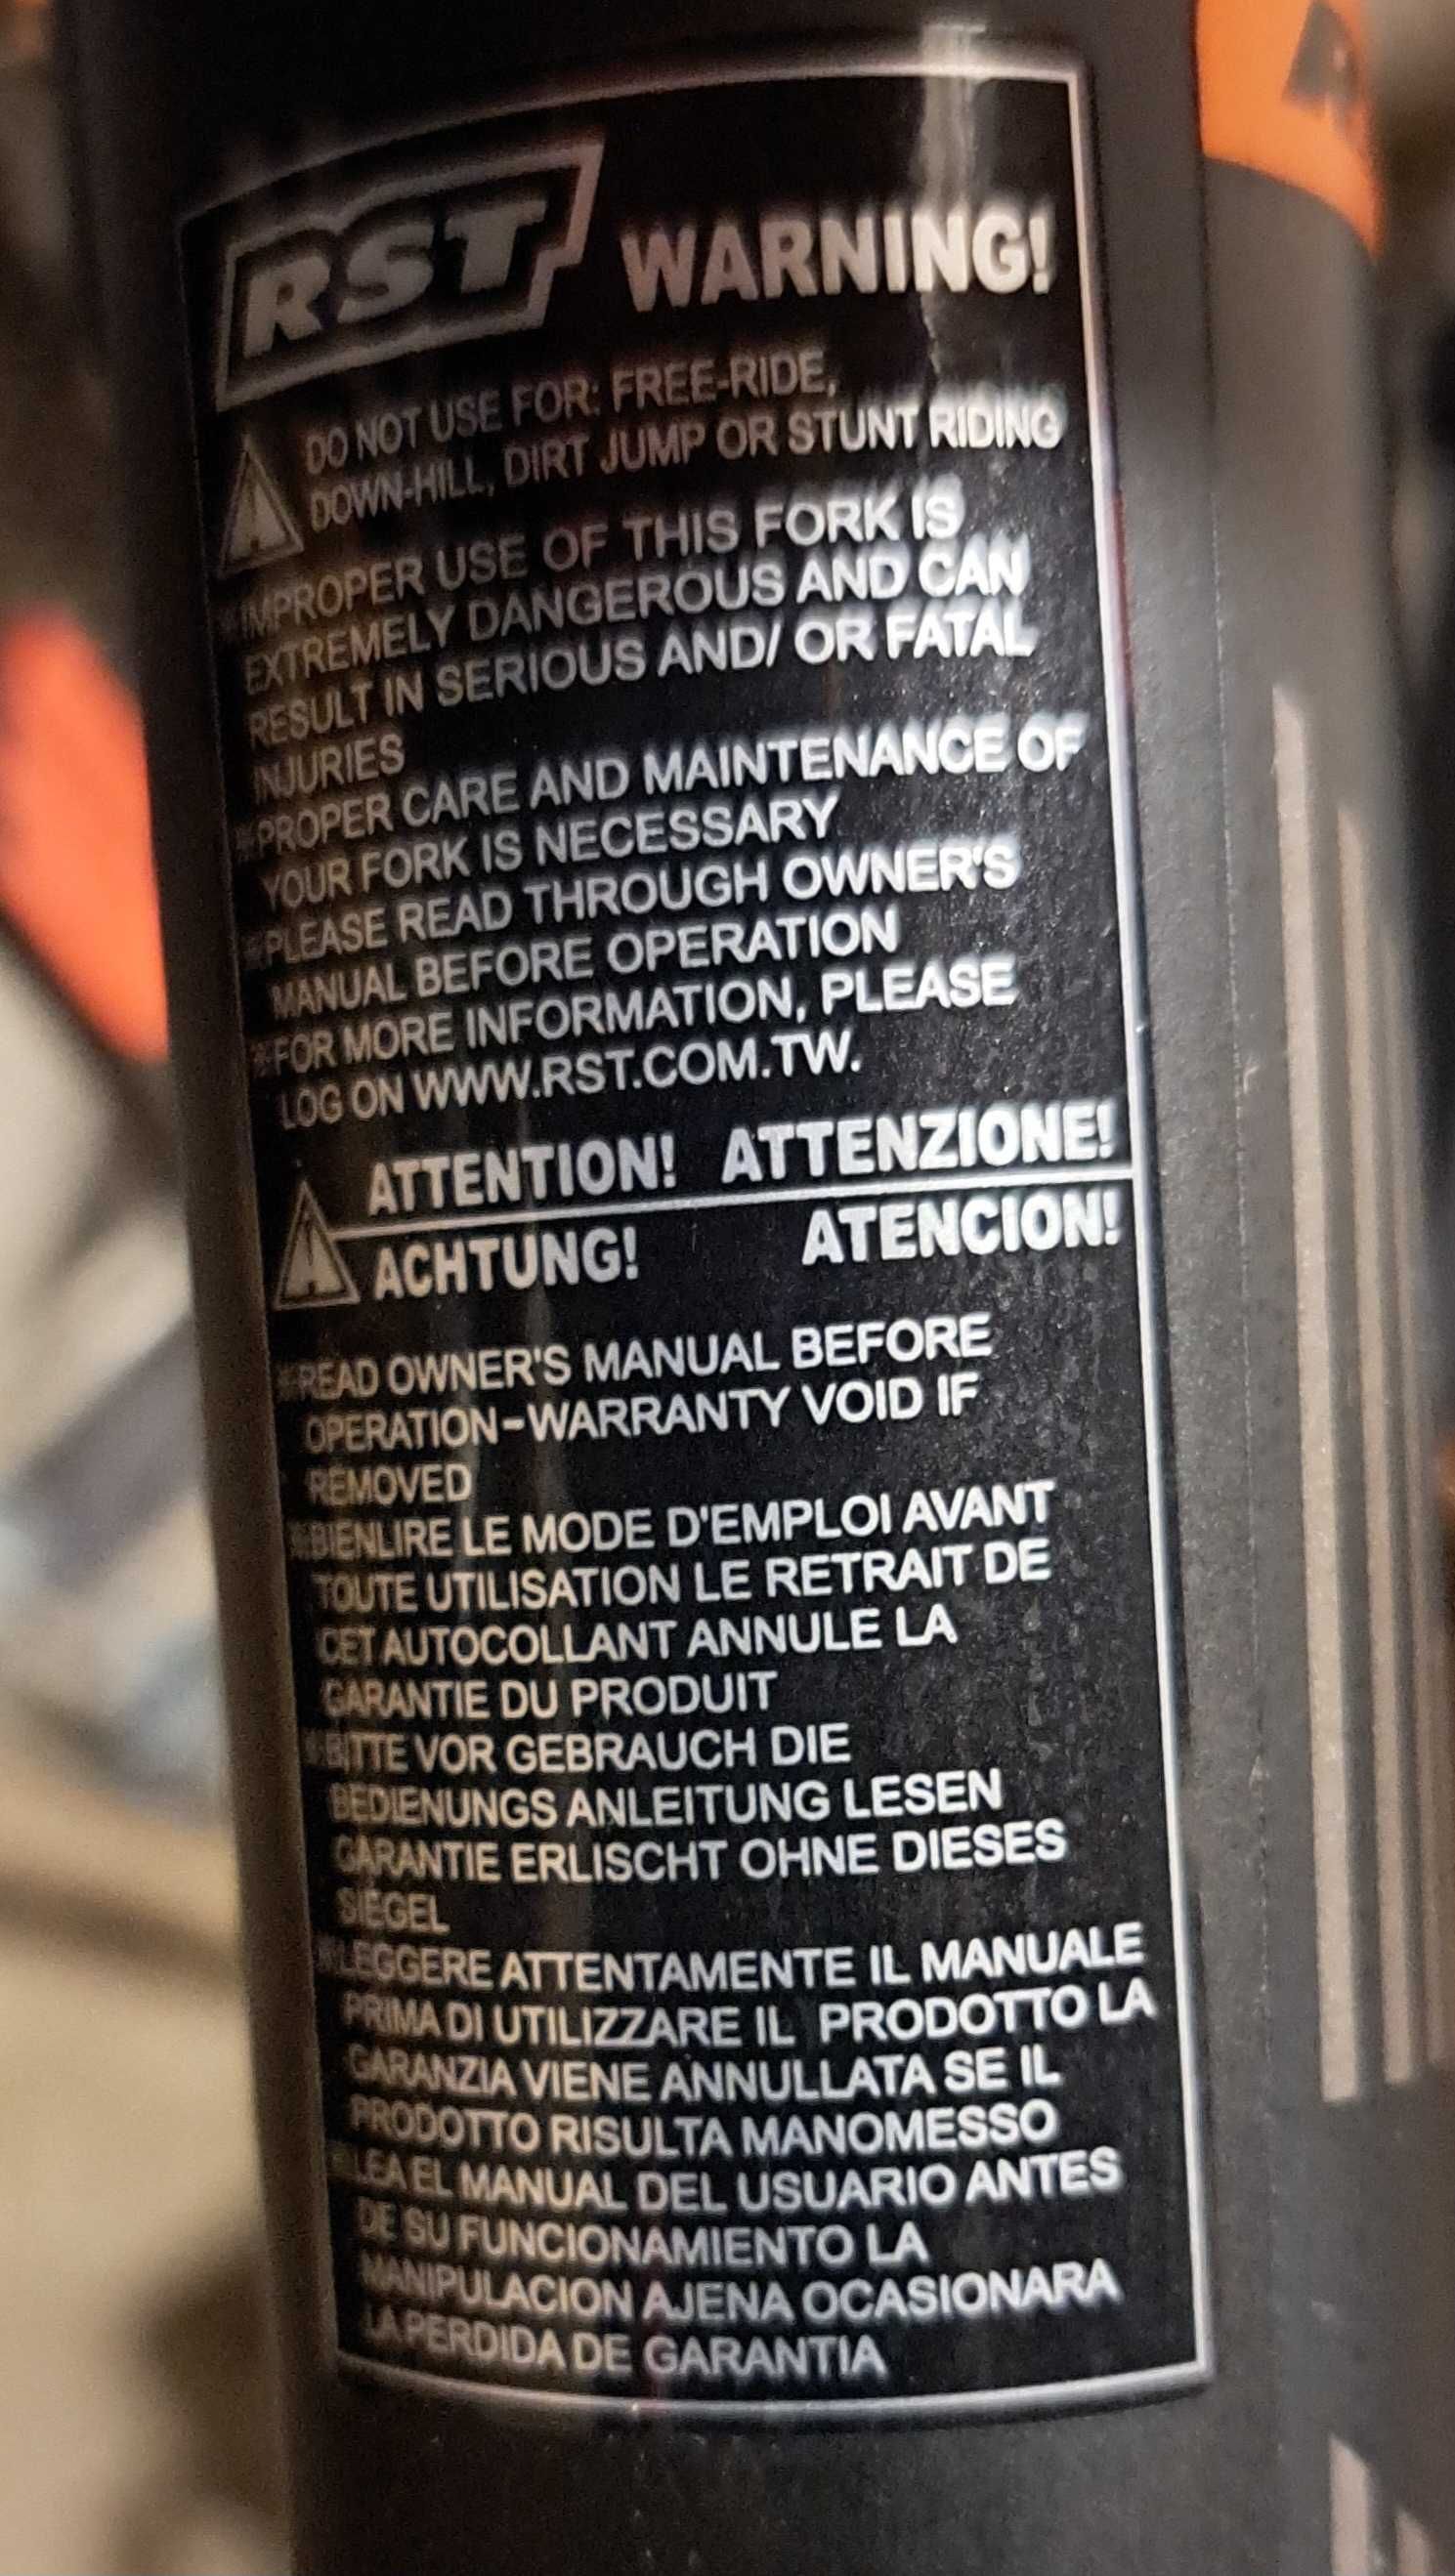 RST WARNING!
DO NOT USE FOR: FREE-RIDE,
DOWN-HILL, DIRT JUMP OR STUNT RIDING
*IMPROPER USE OF THIS FORK IS
EXTREMELY DANGEROUS AND CAN
RESULT IN SERIOUS AND/ OR FATAL
INJURIES
*PROPER CARE AND MAINTENANCE OF
YOUR FORK IS NECESSARY
*PLEASE READ THROUGH OWNER'S
MANUAL BEFORE OPERATION
*FOR MORE INFORMATION, PLEASE
LOG ON WWW.RST.COM.TW.
ATTENTION! ATTENZIONE!
ACHTUNG! ATENCION!
*READ OWNER'S MANUAL BEFORE
OPERATION-WARRANTY VOID IF
REMOVED
*BIENLIRE LE MODE D'EMPLOI AVANT
TOUTE UTILISATION LE RETRAIT DE
CET AUTOCOLLANT ANNULE LA
GARANTIE DU PRODUIT
*BITTE VOR GEBRAUCH DIE
BEDIENUNGS ANLEITUNG LESEN
GARANTIE ERLISCHT OHNE DIESES
SIEGEL
*LEGGERE ATTENTAMENTE IL MANUALE
PRIMA DI UTILIZZARE IL PRODOTTO LA
GARANZIA VIENE ANNULLATA SE IL
PRODOTTO RISULTA MANOMESSO
*LEA EL MANUAL DEL USUARIO ANTES
DE SU FUNCIONAMIENTO LA
MANIPULACION AJENA OCASIONARA
LA PERDIDA DE GARANTIA